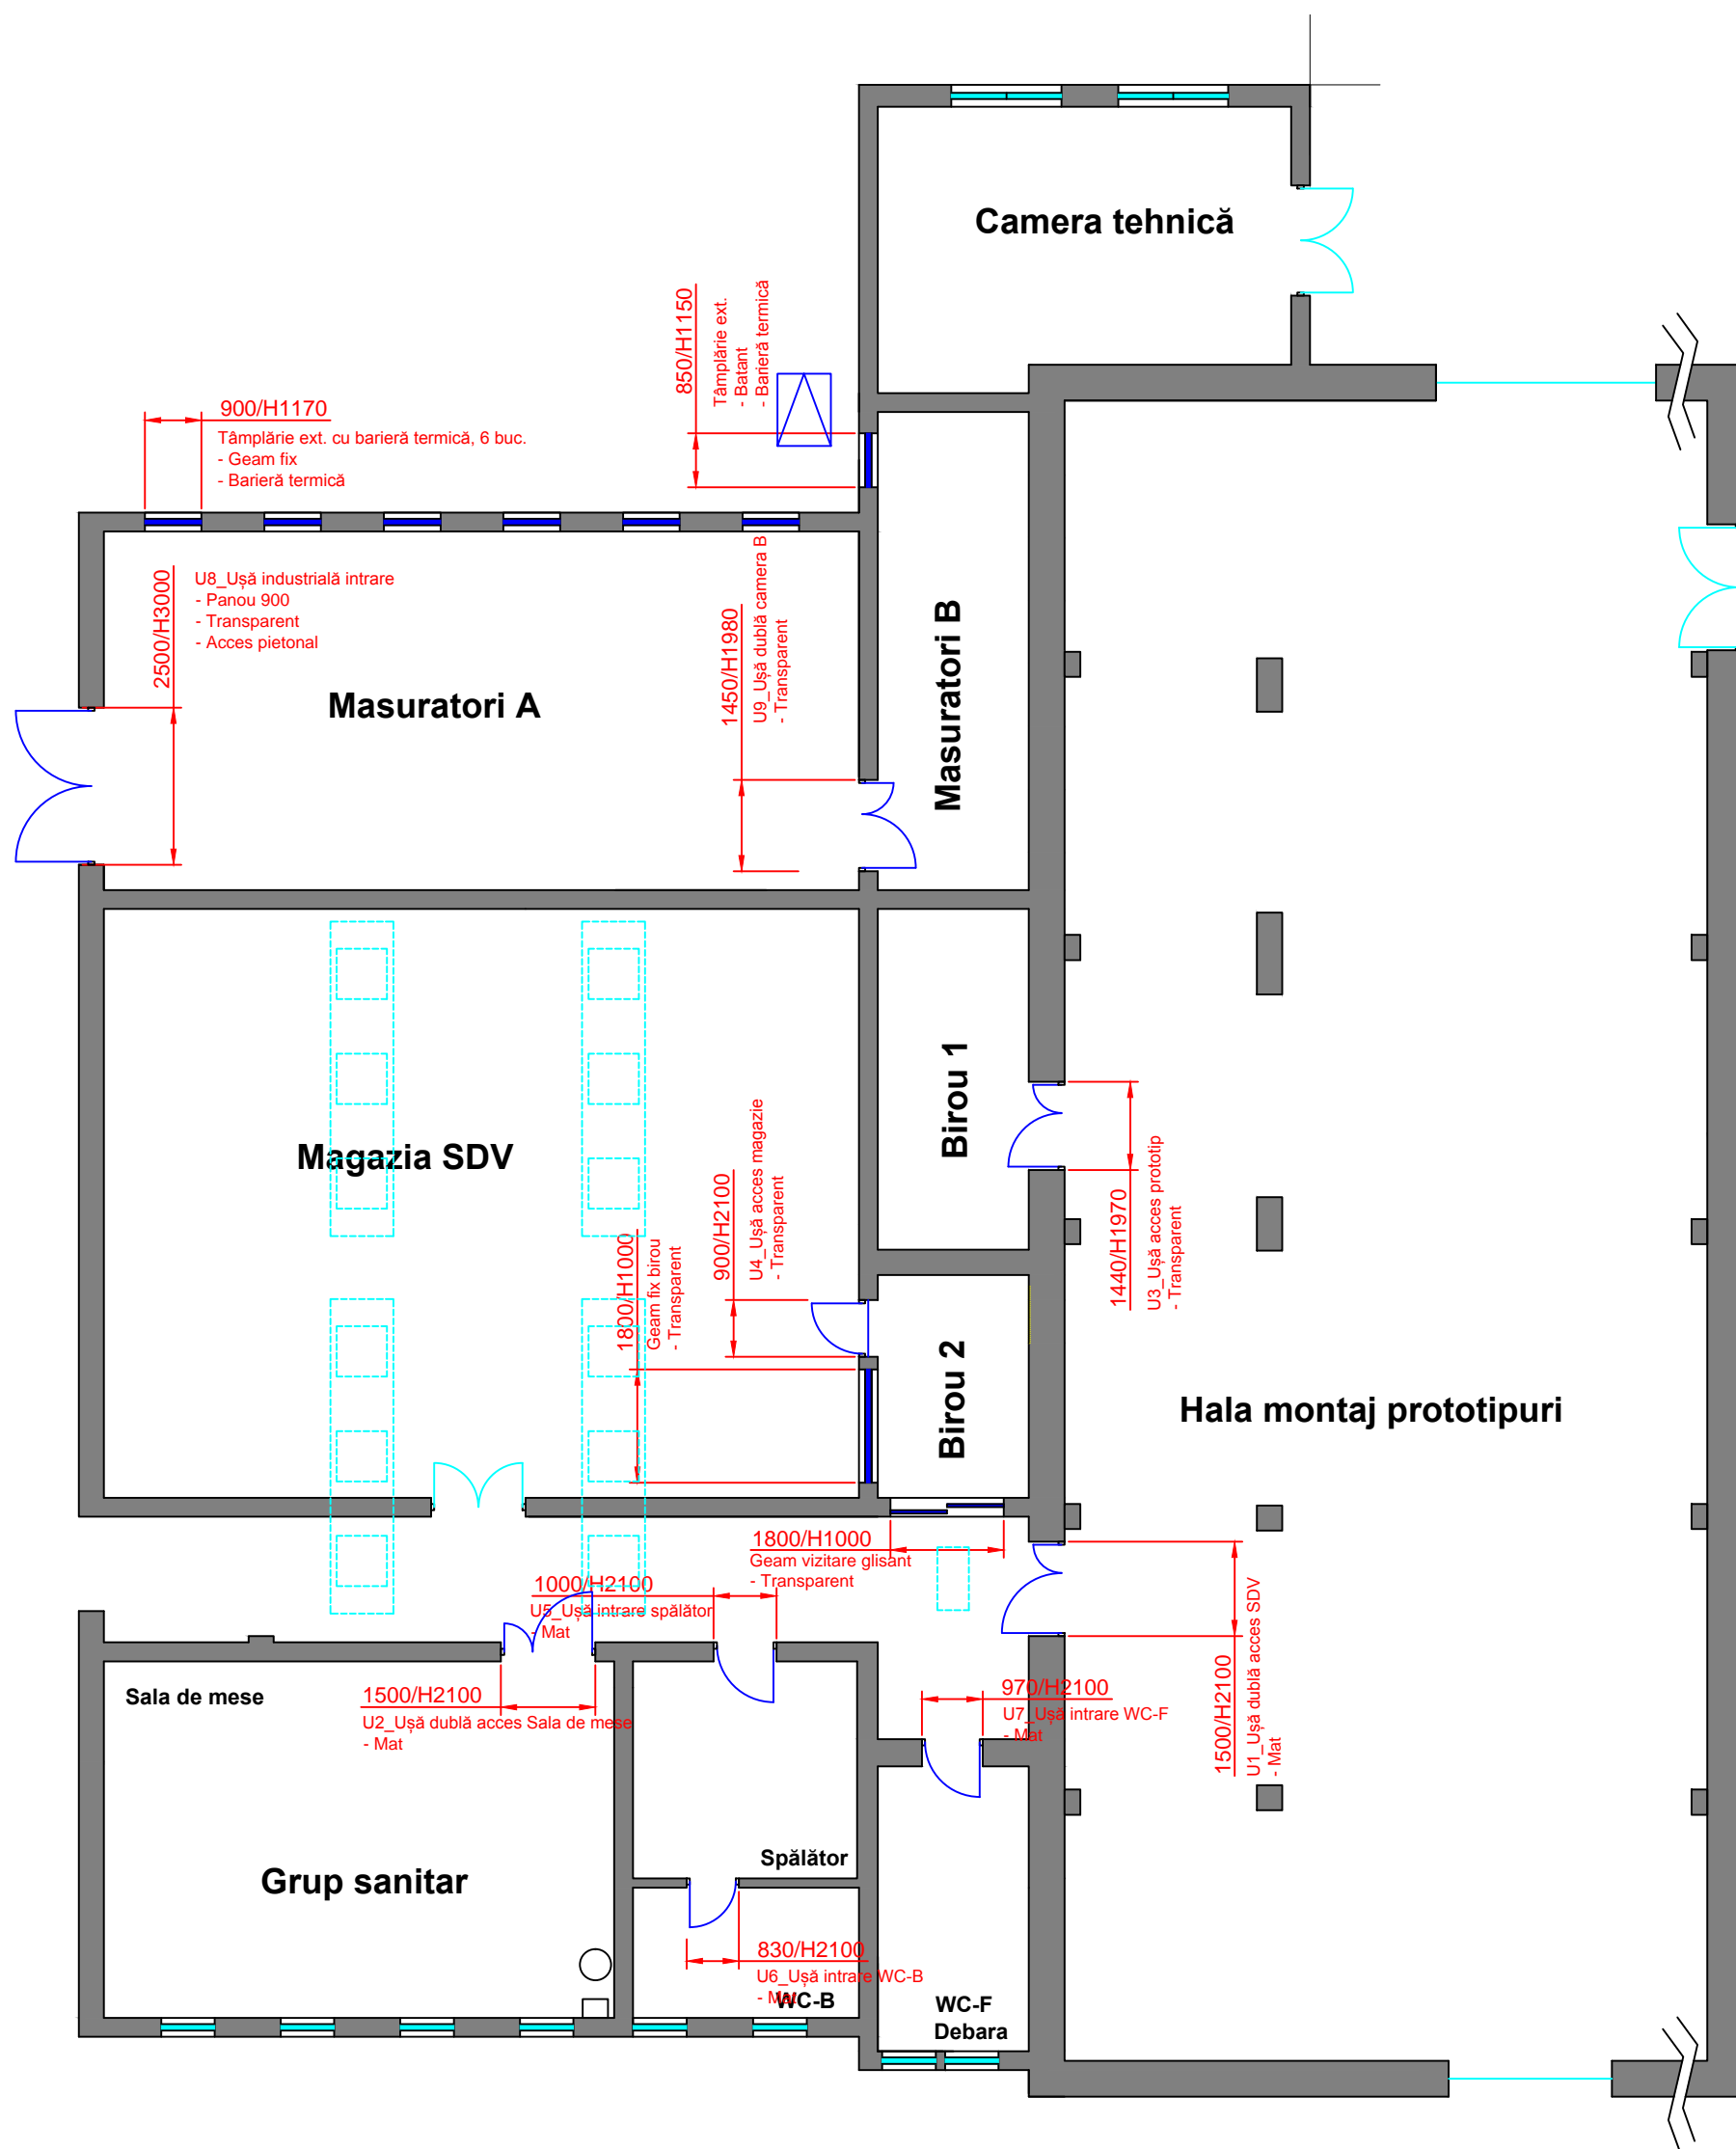 Camera tehnică
850/H1150
Tâmplărie ext.
- Batant
- Barieră termică
900/H1170
Tâmplărie ext. cu barieră termică, 6 buc.
- Geam fix
- Barieră termică
2500/H3000
U8_Ușă industrială intrare
- Panou 900
- Transparent
- Acces pietonal
Masuratori A
1450/H1980
U9_Ușă dublă camera B
- Transparent
Masuratori B
Magazia SDV
Birou 1
900/H2100
U4_Ușă acces magazie
- Transparent
1800/H1000
Geam fix birou
- Transparent
1440/H1970
U3_Ușă acces prototip
- Transparent
Birou 2
Hala montaj prototipuri
1800/H1000
Geam vizitare glisant
- Transparent
1000/H2100
U5_Ușă intrare spălător
- Mat
1500/H2100
U1_Ușă dublă acces SDV
- Mat
Sala de mese
1500/H2100
U2_Ușă dublă acces Sala de mese
- Mat
970/H2100
U7_Ușă intrare WC-F
- Mat
Spălător
Grup sanitar
830/H2100
U6_Ușă intrare WC-B
- Mat
WC-B
WC-F
Debara